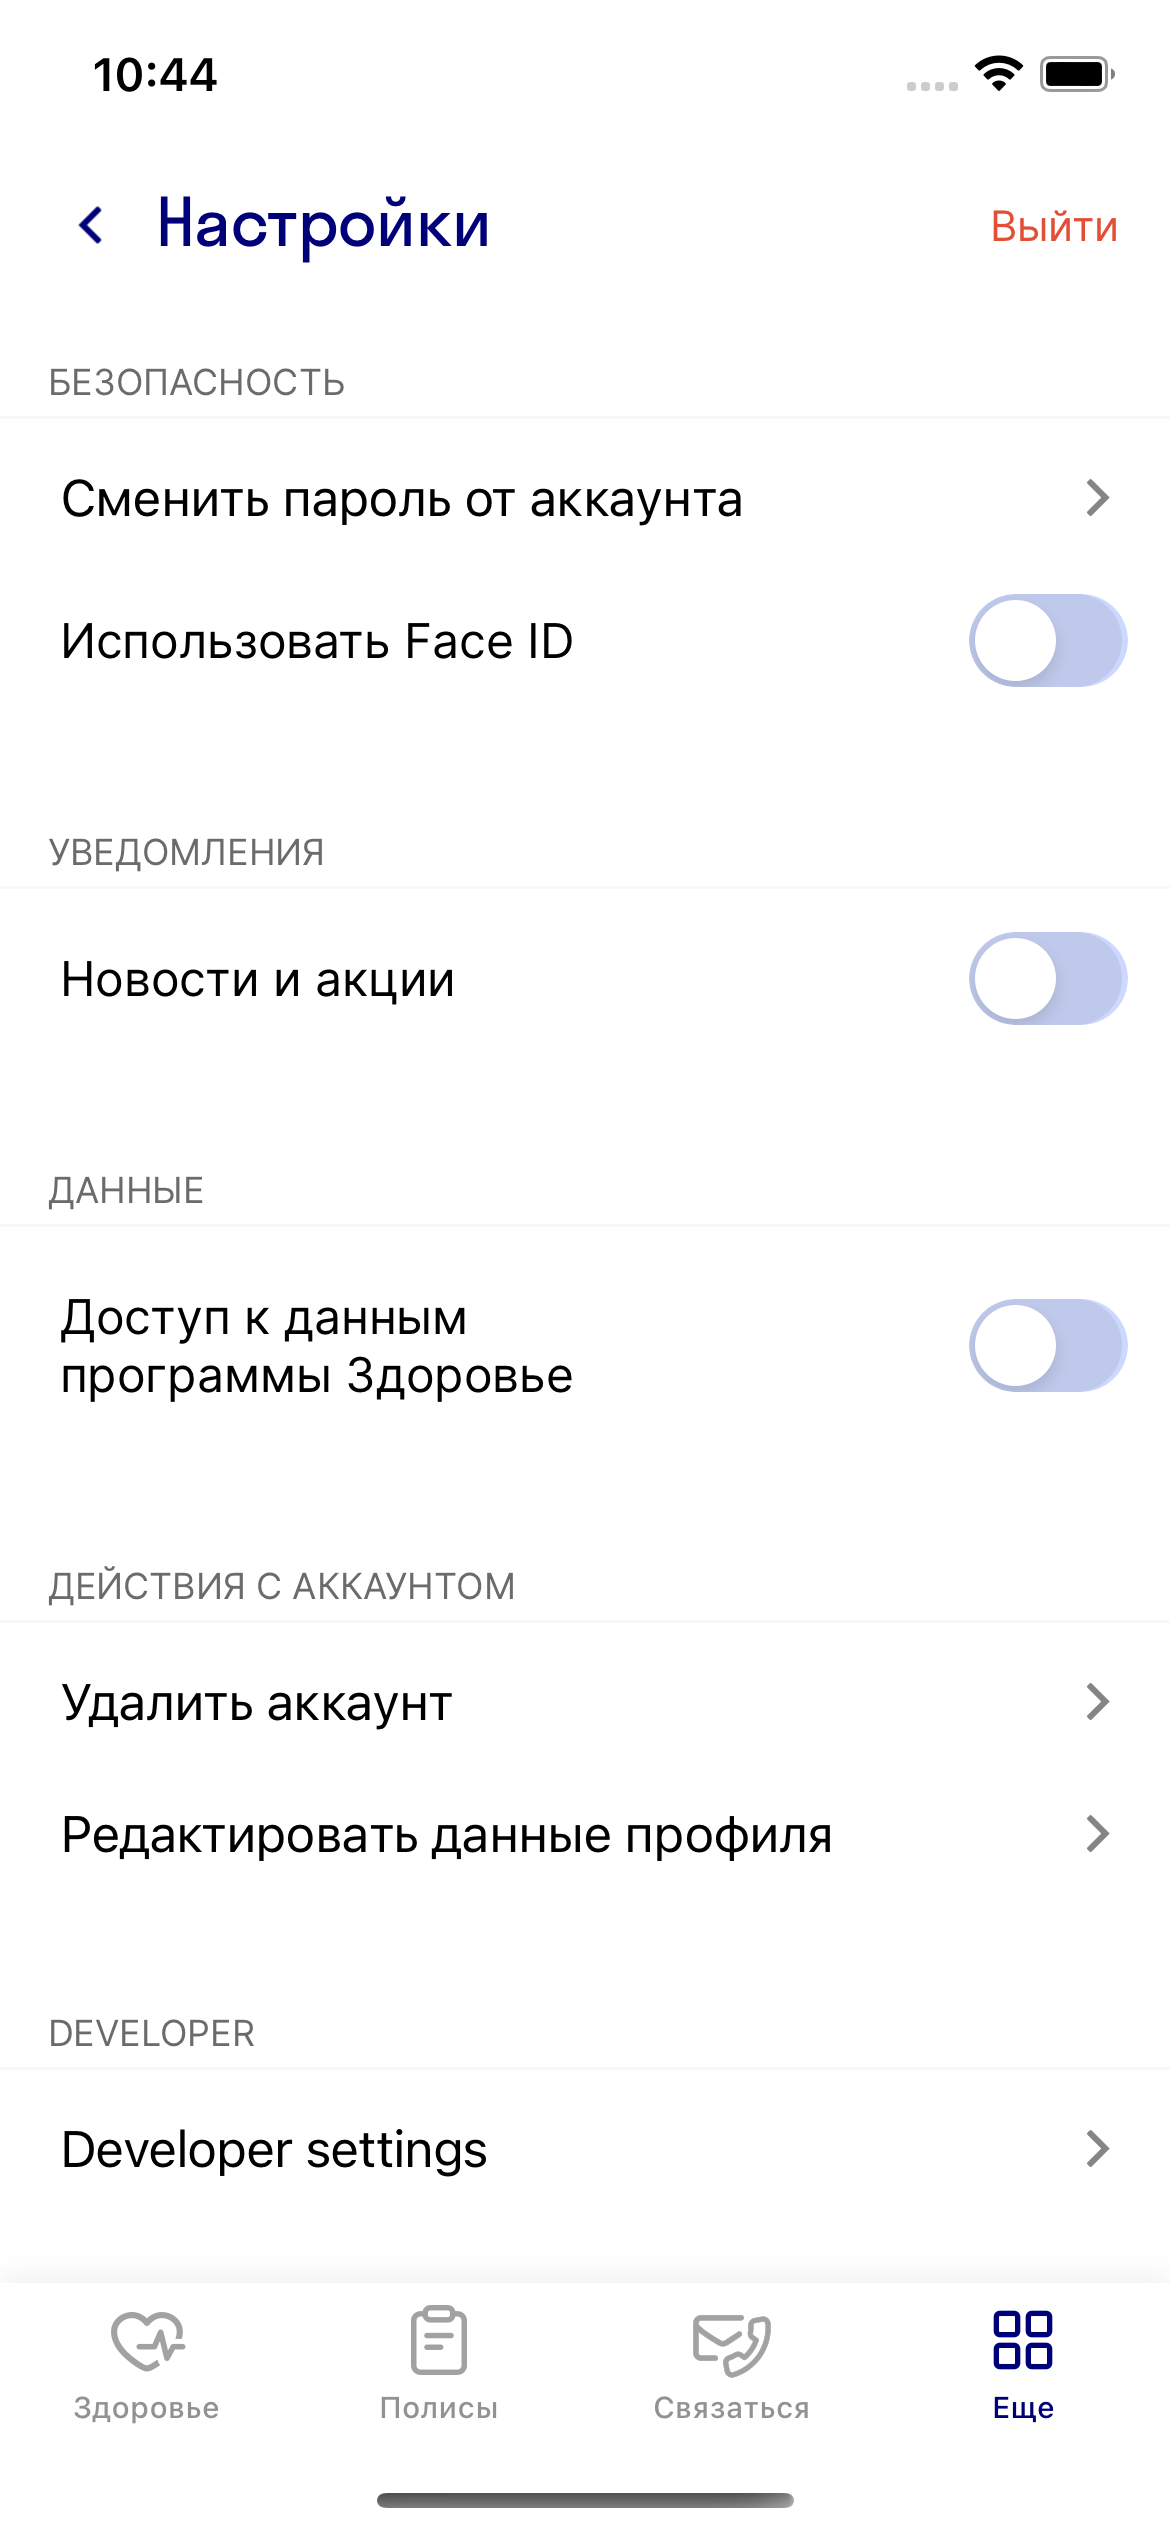 10:44
Настройки
Выйти
БЕЗОПАСНОСТЬ
Сменить пароль от аккаунта
Использовать Face ID
УВЕДОМЛЕНИЯ
Новости и акции
ДАННЫЕ
Доступ к данным
программы Здоровье
ДЕЙСТВИЯ С АККАУНТОМ
Удалить аккаунт
Редактировать данные профиля
DEVELOPER
Developer settings
Здоровье
Полисы
Связаться
Еще